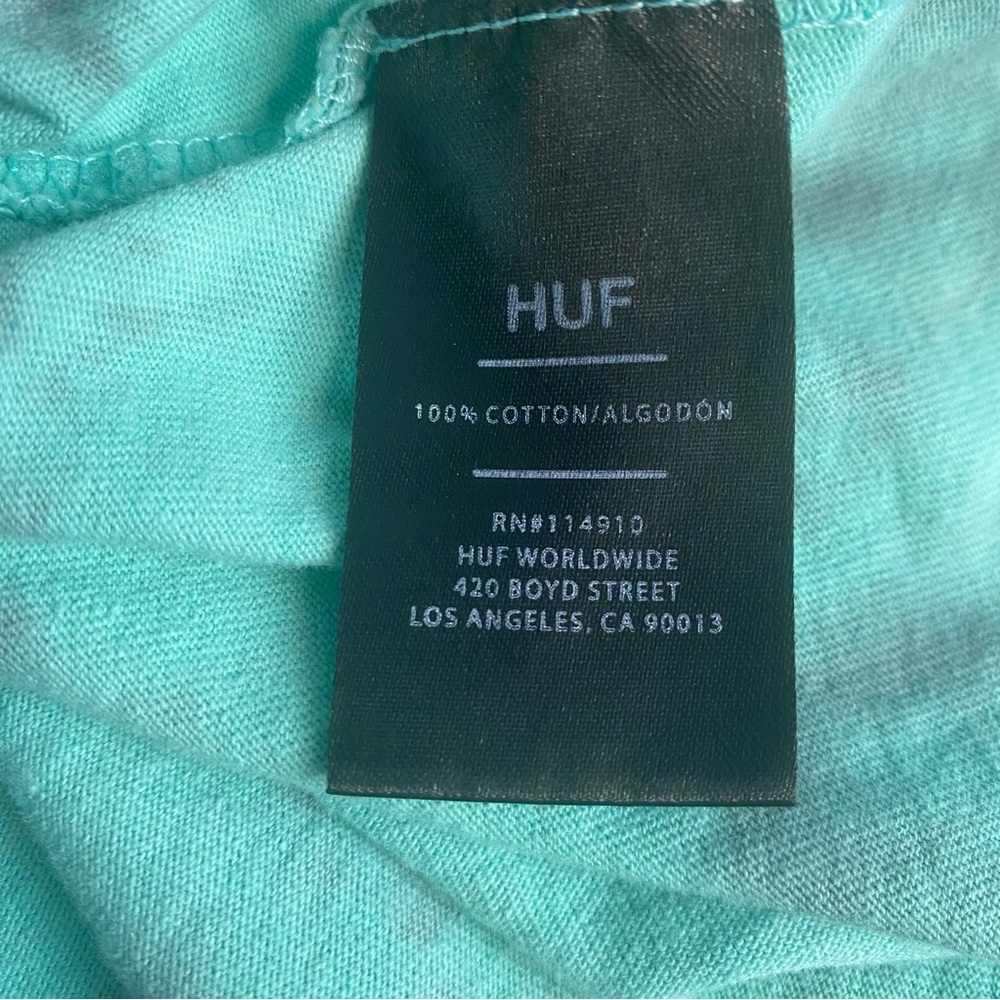 HUF
100% COTTON/ALGODÓN
RN#114910
HUF WORLDWIDE
420 BOYD STREET
LOS ANGELES, CA 90013